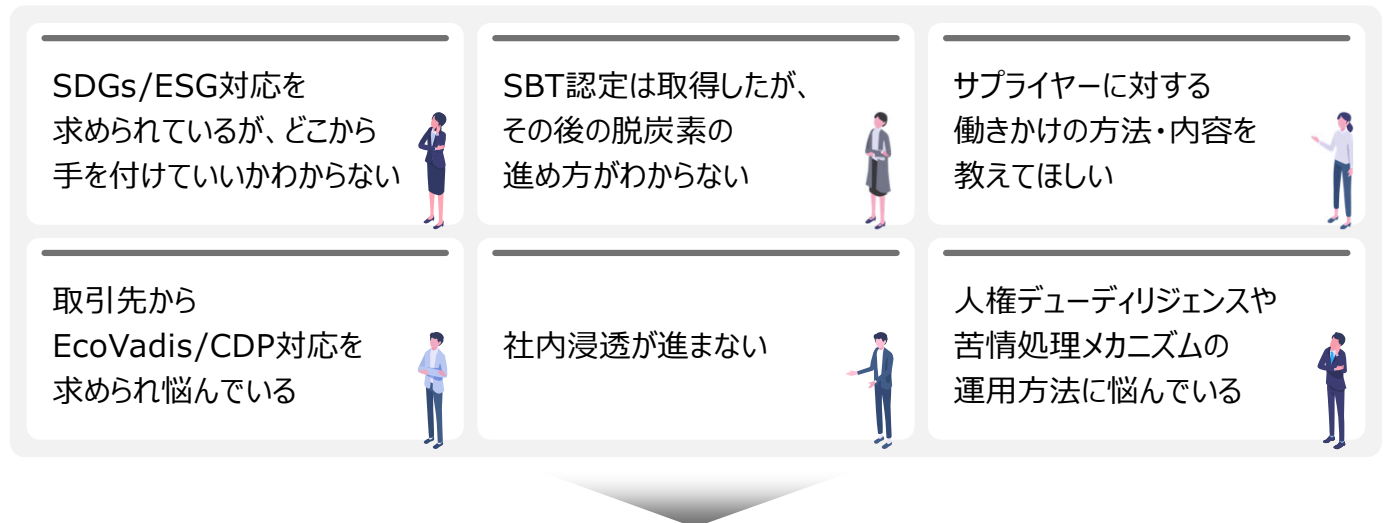 SDGs/ESG対応を
求められているが、どこから
手を付けていいかわからない
SBT認定は取得したが、
その後の脱炭素の
進め方がわからない
サプライヤーに対する
働きかけの方法・内容を
教えてほしい
取引先から
EcoVadis/CDP対応を
求められ悩んでいる
社内浸透が進まない
人権デューディリジェンスや
苦情処理メカニズムの
運用方法に悩んでいる